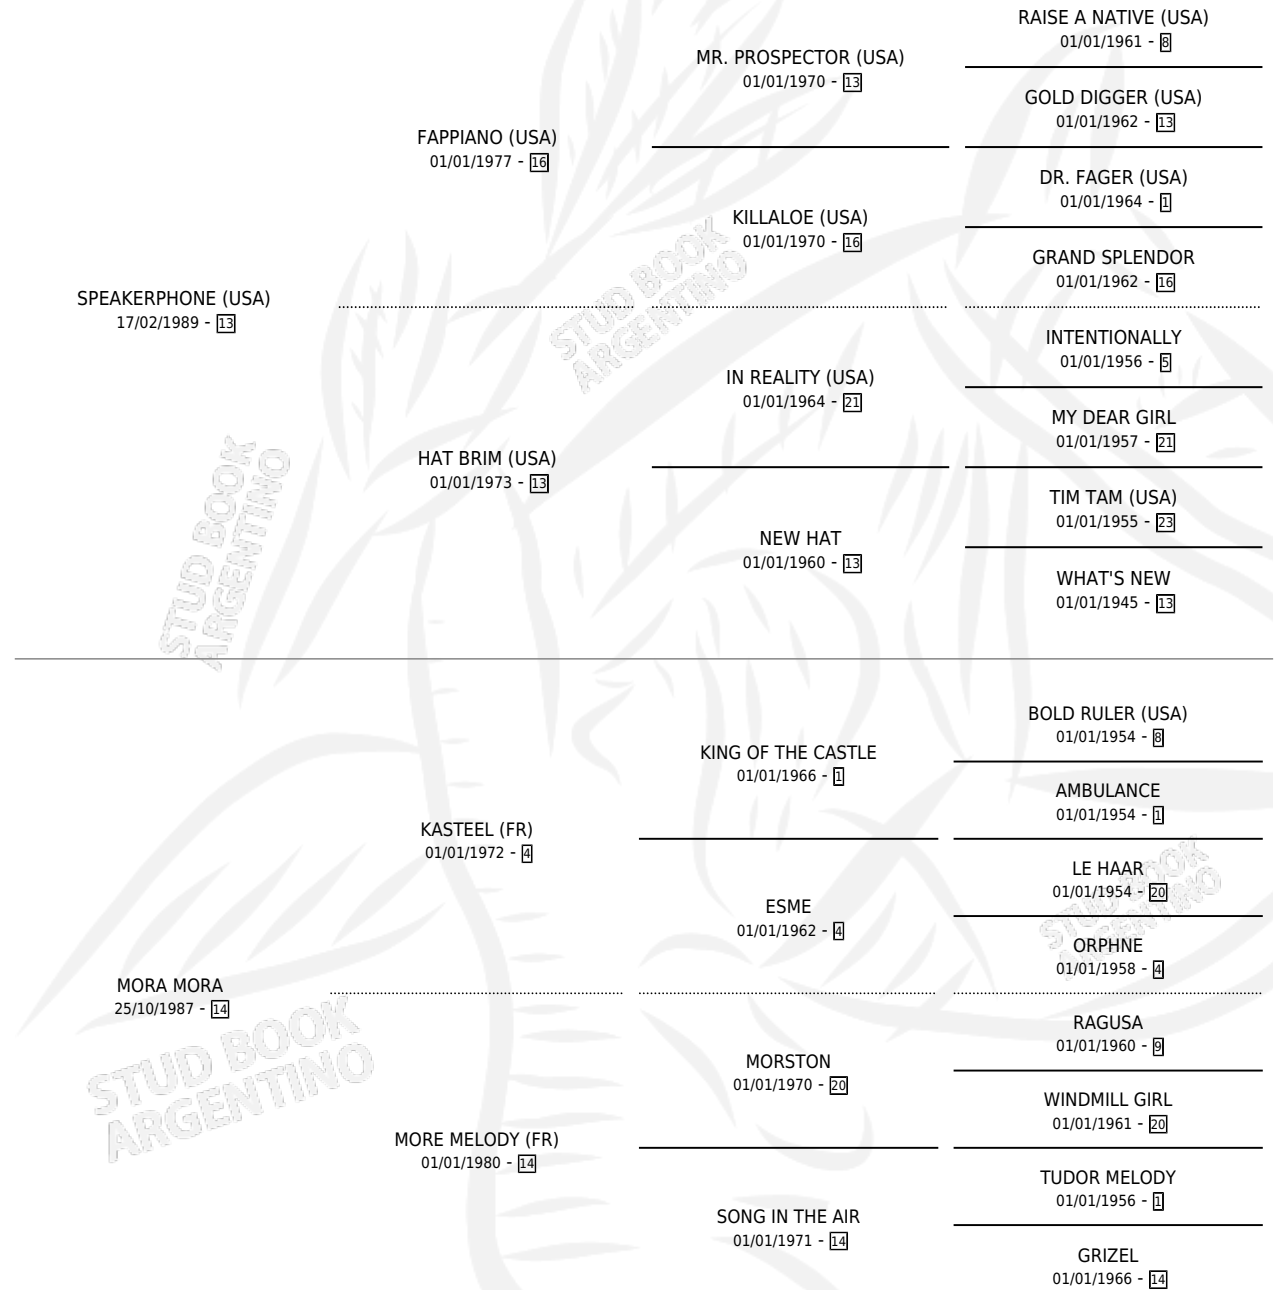 RAISE A NATIVE (USA)
01/01/1961 - 8
MR. PROSPECTOR (USA)
01/01/1970 - 13
GOLD DIGGER (USA)
01/01/1962 - 13
FAPPIANO (USA)
01/01/1977 - 16
DR. FAGER (USA)
01/01/1964 - 1
KILLALOE (USA)
01/01/1970 - 16
GRAND SPLENDOR
01/01/1962 - 16
SPEAKERPHONE (USA)
17/02/1989 - 13
INTENTIONALLY
01/01/1956 - 5
IN REALITY (USA)
01/01/1964 - 21
MY DEAR GIRL
01/01/1957 - 21
HAT BRIM (USA)
01/01/1973 - 13
TIM TAM (USA)
01/01/1955 - 23
NEW HAT
01/01/1960 - 13
WHAT'S NEW
01/01/1945 - 13
BOLD RULER (USA)
01/01/1954 - 8
KING OF THE CASTLE
01/01/1966 - 1
AMBULANCE
01/01/1954 - 1
KASTEEL (FR)
01/01/1972 - 4
LE HAAR
01/01/1954 - 20
ESME
01/01/1962 - 4
ORPHNE
01/01/1958 - 4
MORA MORA
25/10/1987 - 14
RAGUSA
01/01/1960 - 9
MORSTON
01/01/1970 - 20
WINDMILL GIRL
01/01/1961 - 20
MORE MELODY (FR)
01/01/1980 - 14
TUDOR MELODY
01/01/1956 - 1
SONG IN THE AIR
01/01/1971 - 14
GRIZEL
01/01/1966 - 14
STUD BOOK
ARGENTINO
STUD BOOK
ARGENTINO
STUD BOOK
ARGENTINO
STUD BOOK
ARGENTINO